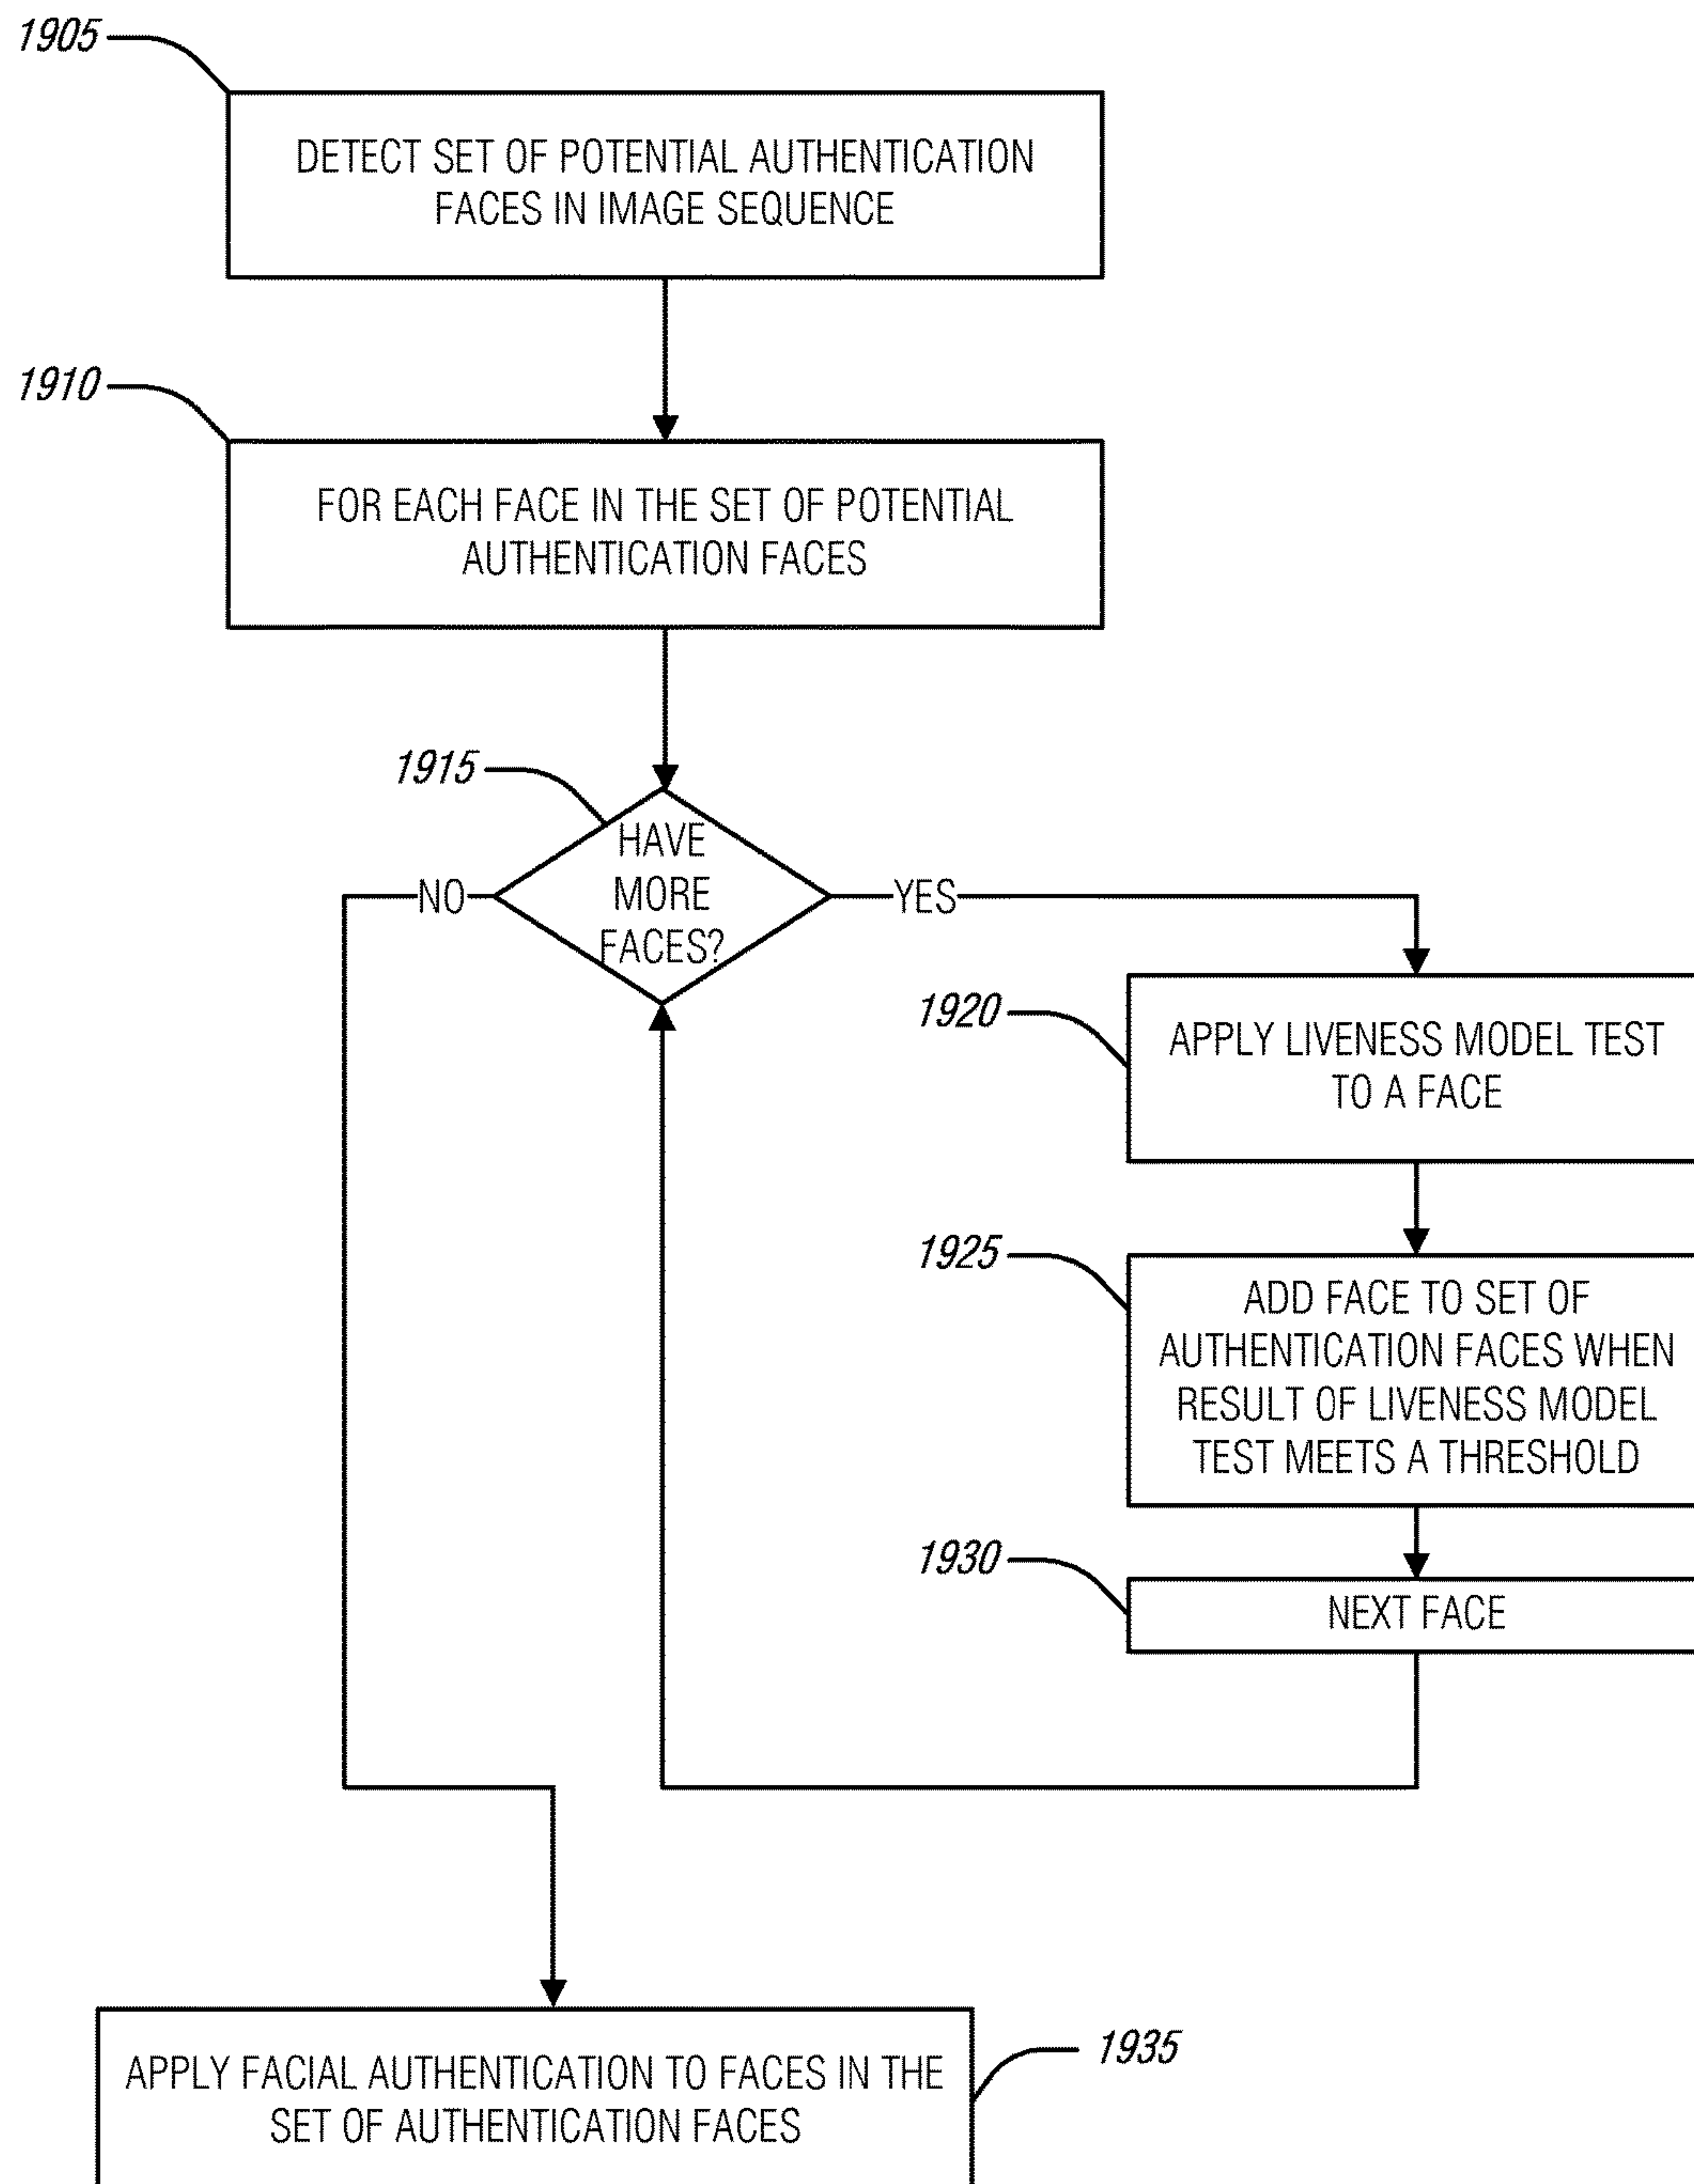 1905
DETECT SET OF POTENTIAL AUTHENTICATION
FACES IN IMAGE SEQUENCE
1910
FOR EACH FACE IN THE SET OF POTENTIAL
AUTHENTICATION FACES
1915
HAVE
MORE
FACES?
NO
YES
1920
APPLY LIVENESS MODEL TEST
TO A FACE
1925
ADD FACE TO SET OF
AUTHENTICATION FACES WHEN
RESULT OF LIVENESS MODEL
TEST MEETS A THRESHOLD
1930
NEXT FACE
1935
APPLY FACIAL AUTHENTICATION TO FACES IN THE
SET OF AUTHENTICATION FACES